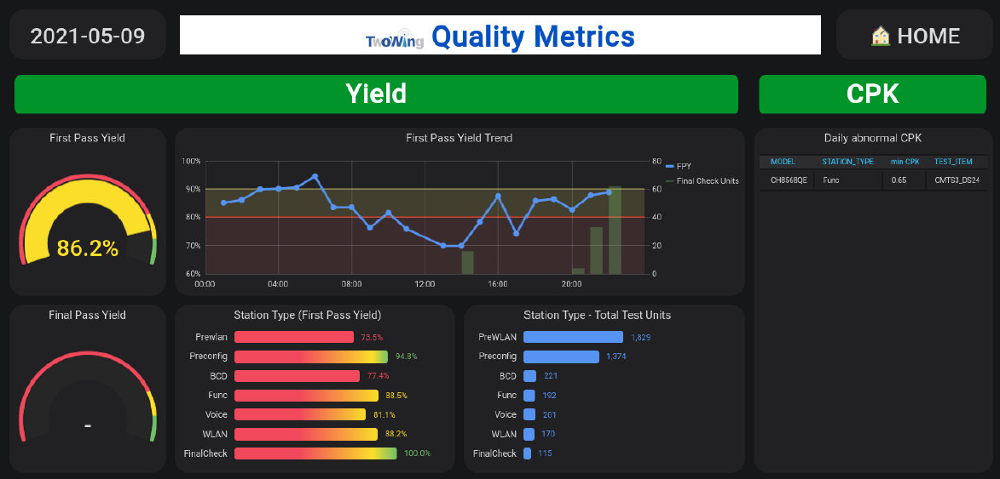 2021-05-09
TwoWing Quality Metrics
HOME
Yield
CPK
First Pass Yield
86.2%
First Pass Yield Trend
100%
90%
80%
70%
60%
80
60
40
20
0
00:00 04:00 08:00 12:00 16:00 20:00
FPY
Final Check Units
Daily abnormal CPK
MODEL STATION_TYPE min CPK TEST_ITEM
CH8568QE Func 0.65 CMTS3_DS24
Final Pass Yield
-
Station Type (First Pass Yield)
Prewlan 73.5%
Preconfig 94.8%
BCD 77.4%
Func 88.5%
Voice 81.1%
WLAN 88.2%
FinalCheck 100.0%
Station Type - Total Test Units
PreWLAN 1,829
Preconfig 1,374
BCD 221
Func 192
Voice 201
WLAN 170
FinalCheck 115